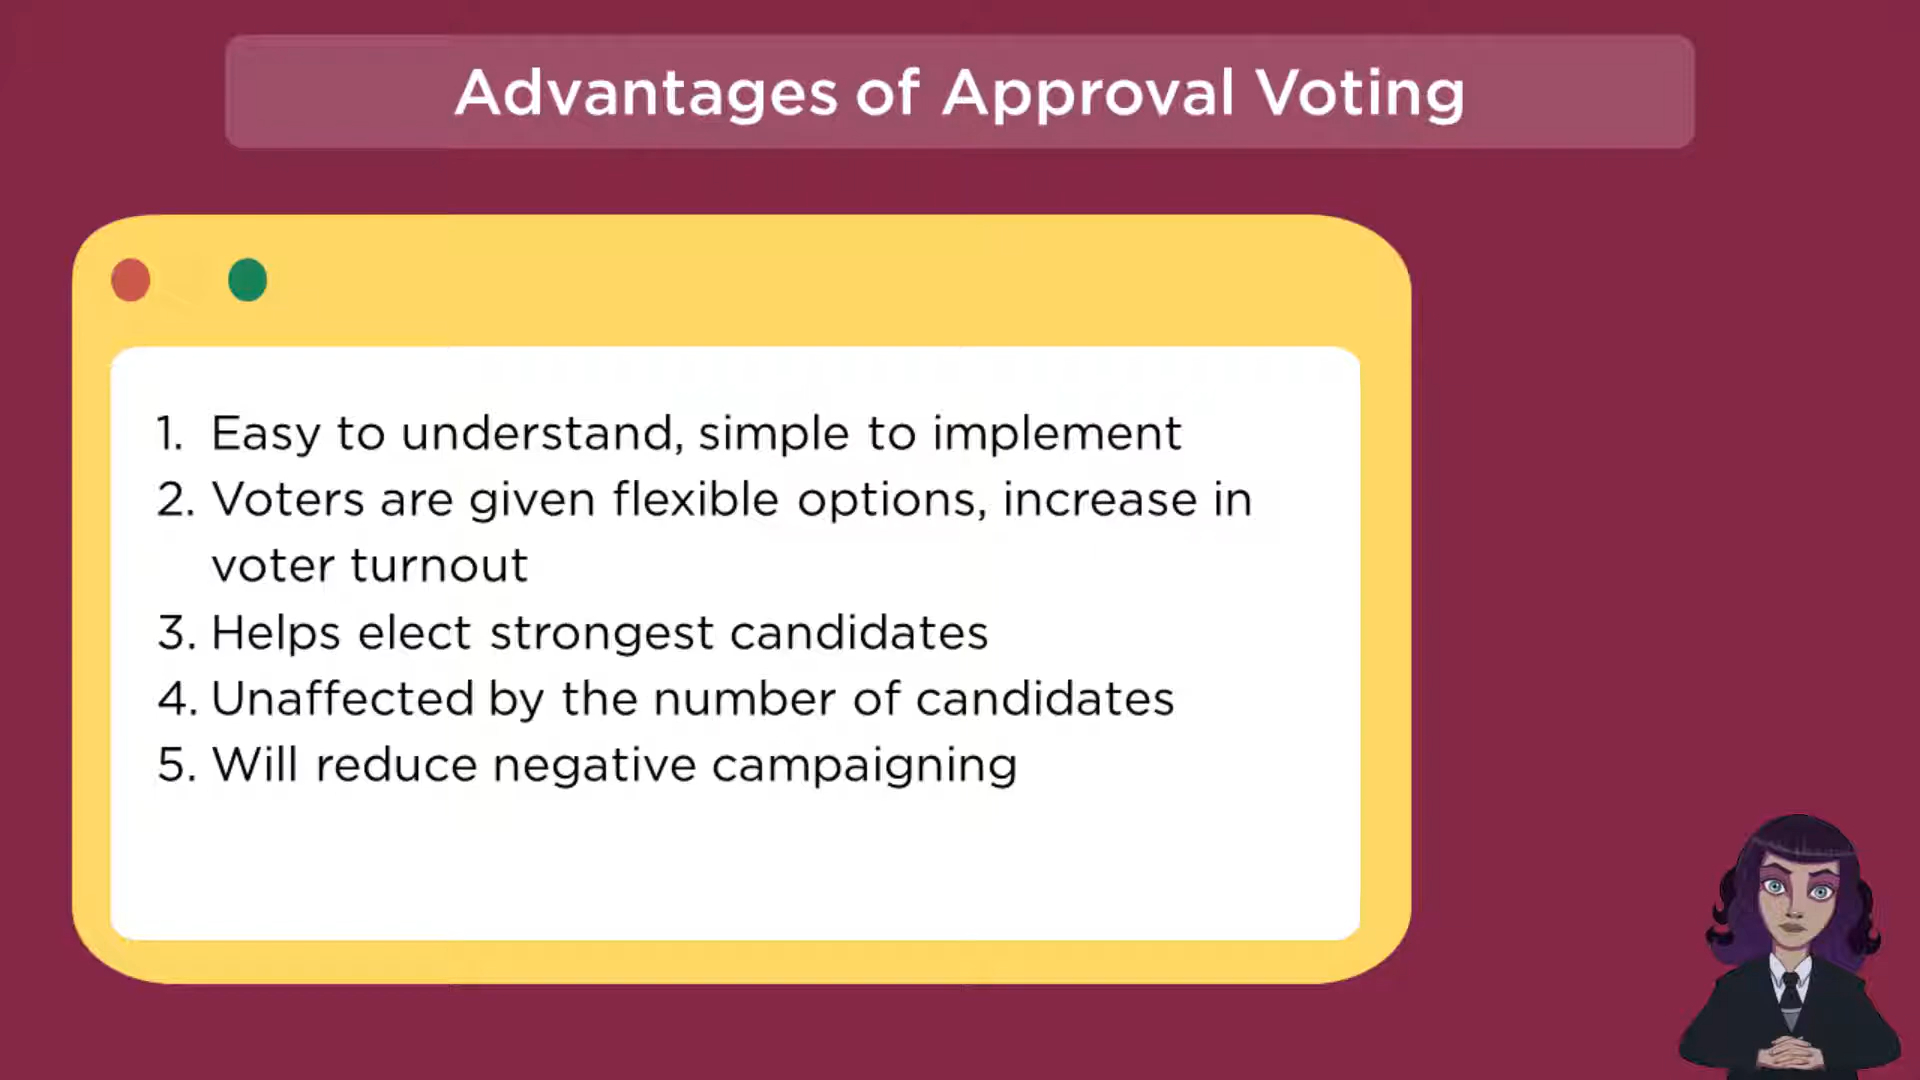 Advantages of Approval Voting
1. Easy to understand, simple to implement
2. Voters are given flexible options, increase in
voter turnout
3. Helps elect strongest candidates
4. Unaffected by the number of candidates
5. Will reduce negative campaigning